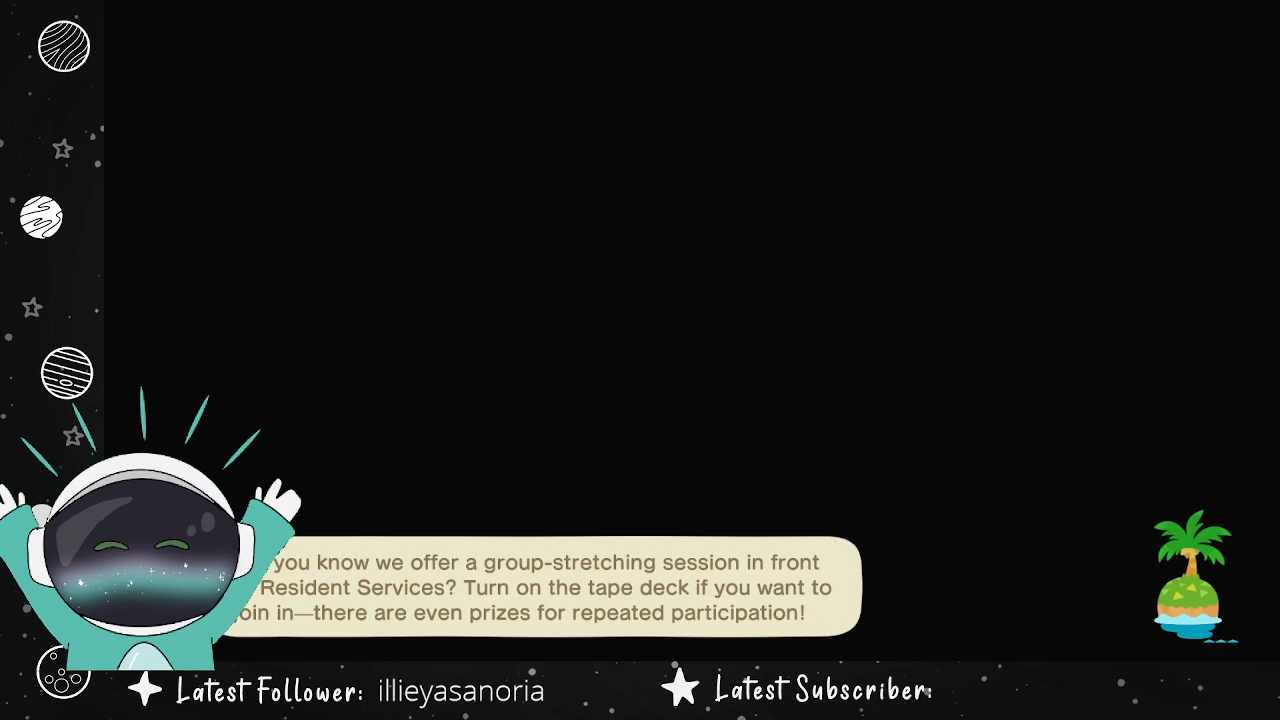 you know we offer a group-stretching session in front
Resident Services? Turn on the tape deck if you want to
join in—there are even prizes for repeated participation!
Latest Follower: illieyasanoria
Latest Subscriber: